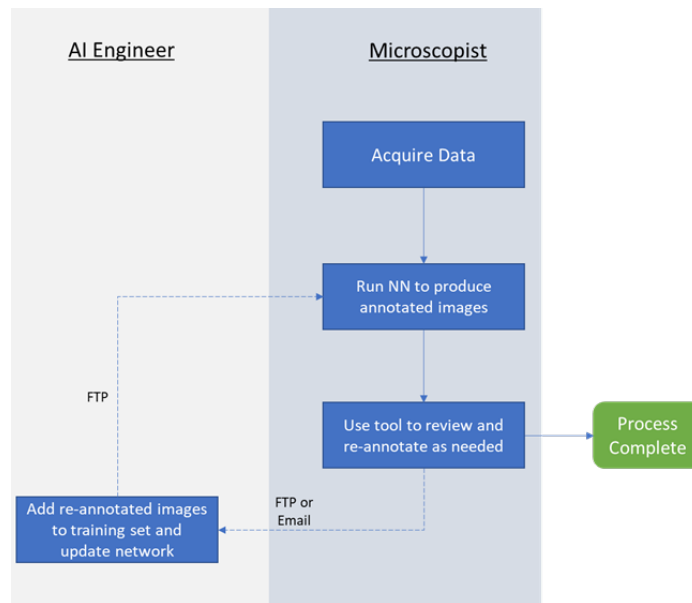 AI Engineer
Microscopist
Acquire Data
Run NN to produce
annotated images
FTP
Use tool to review and
re-annotate as needed
Process
Complete
FTP or
Email
Add re-annotated images
to training set and
update network